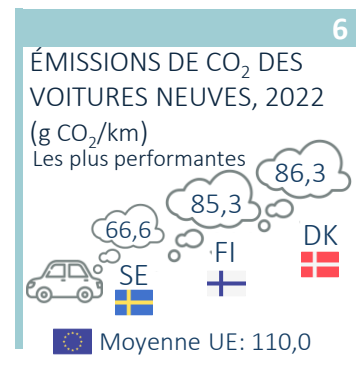 6
ÉMISSIONS DE CO₂ DES
VOITURES NEUVES, 2022
(g CO₂/km)
Les plus performantes
86,3
85,3
66,6
DK
FI
SE
Moyenne UE: 110,0